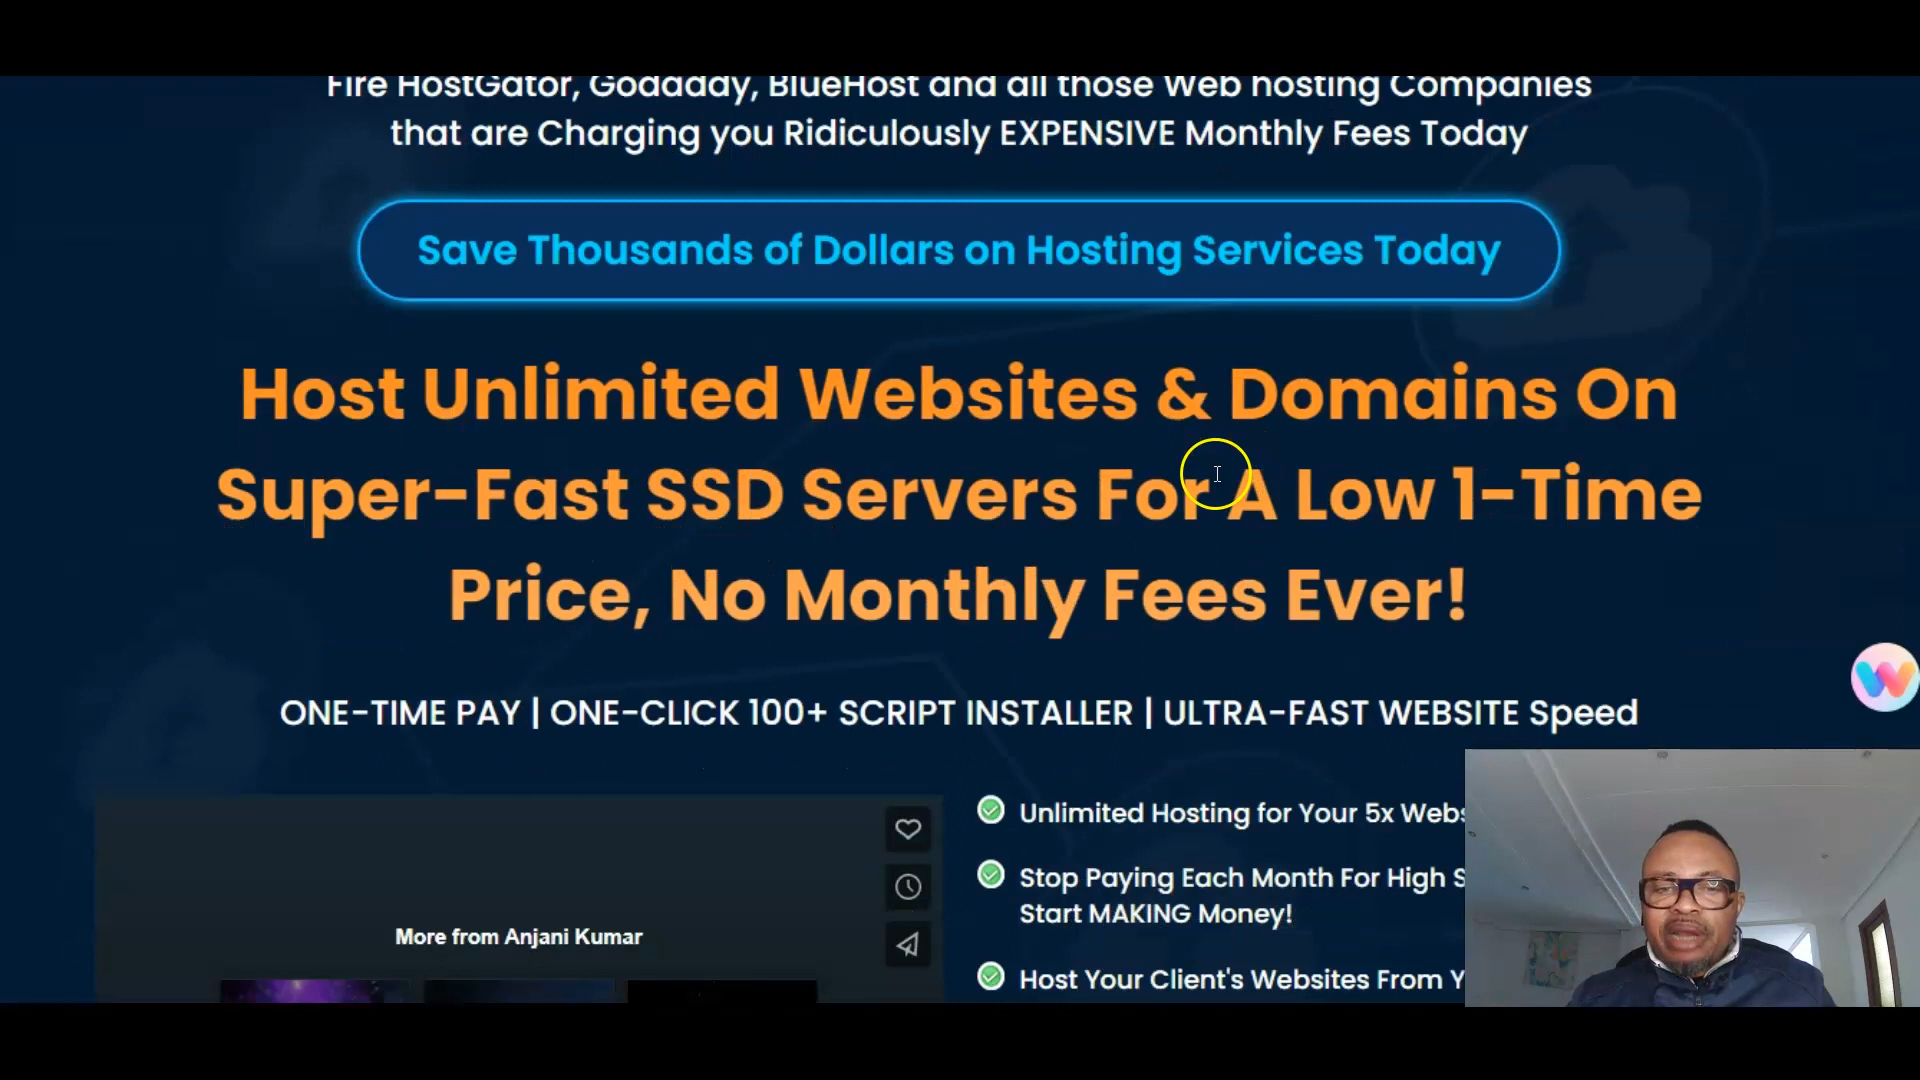 Fire HostGator, Godaddy, BlueHost and all those Web hosting Companies
that are Charging you Ridiculously EXPENSIVE Monthly Fees Today
Save Thousands of Dollars on Hosting Services Today
Host Unlimited Websites & Domains On
Super-Fast SSD Servers For A Low 1-Time
Price, No Monthly Fees Ever!
ONE-TIME PAY | ONE-CLICK 100+ SCRIPT INSTALLER | ULTRA-FAST WEBSITE Speed
More from Anjani Kumar
Unlimited Hosting for Your 5x
Stop Paying Each Month For High
Start MAKING Money!
Host Your Client's Websites From